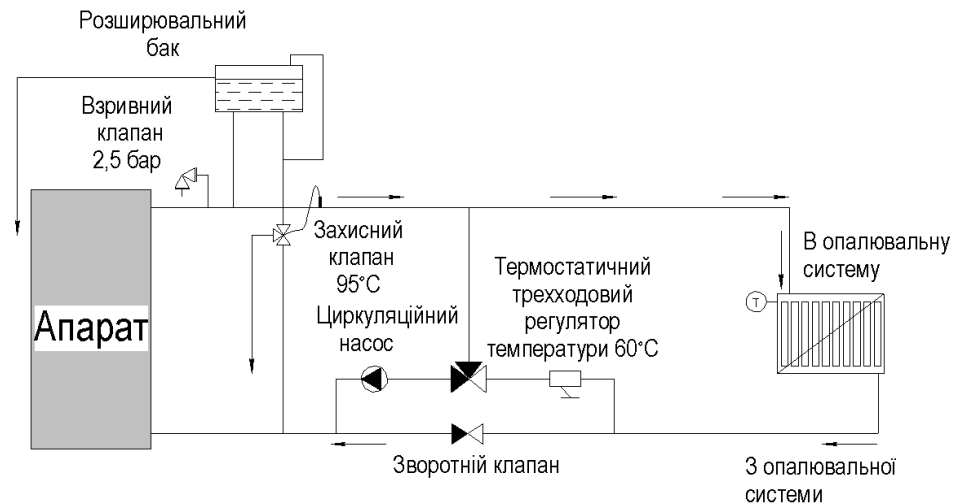 Розширювальний
бак
Взривний
клапан
2,5 бар
Апарат
Захисний
клапан
95°C
Циркуляційний
насос
Термостатичний
трехходовий
регулятор
температури 60°C
В опалювальну
систему
T
Зворотній клапан
З опалювальної
системи